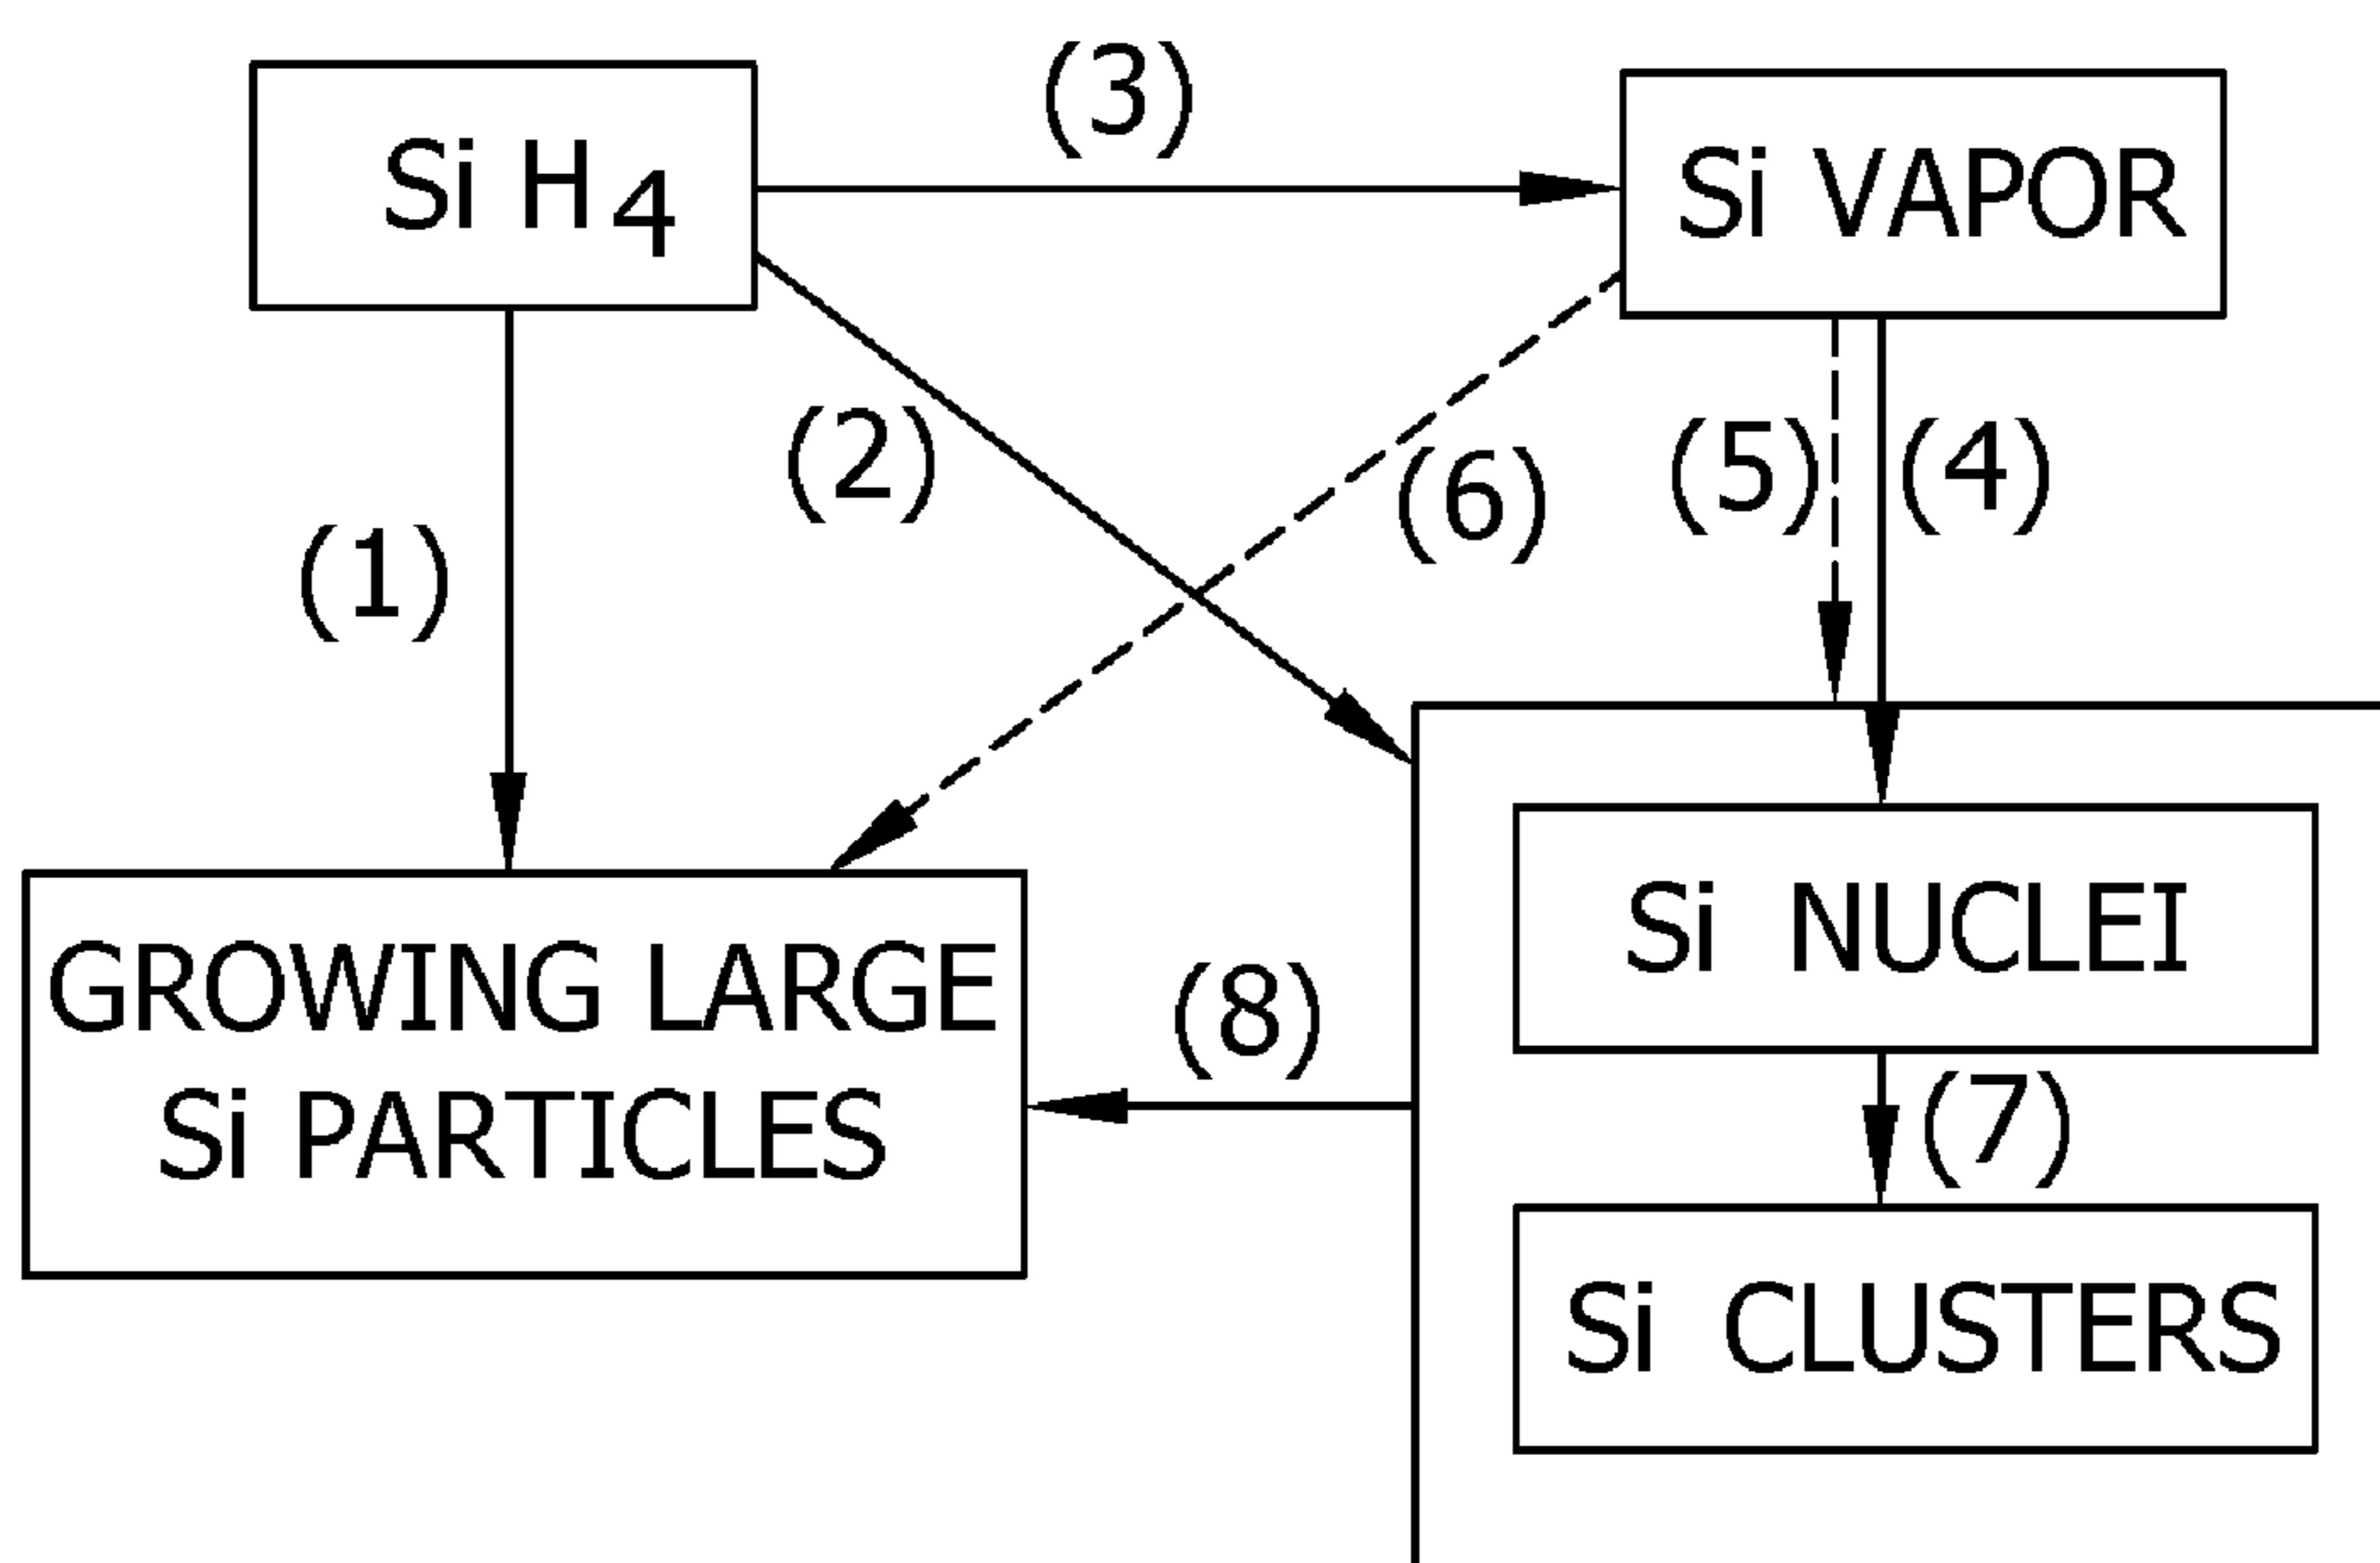 (3)
Si H4
Si VAPOR
(2)
(6)
(5)
(4)
(1)
Si NUCLEI
GROWING LARGE
Si PARTICLES
(8)
(7)
Si CLUSTERS